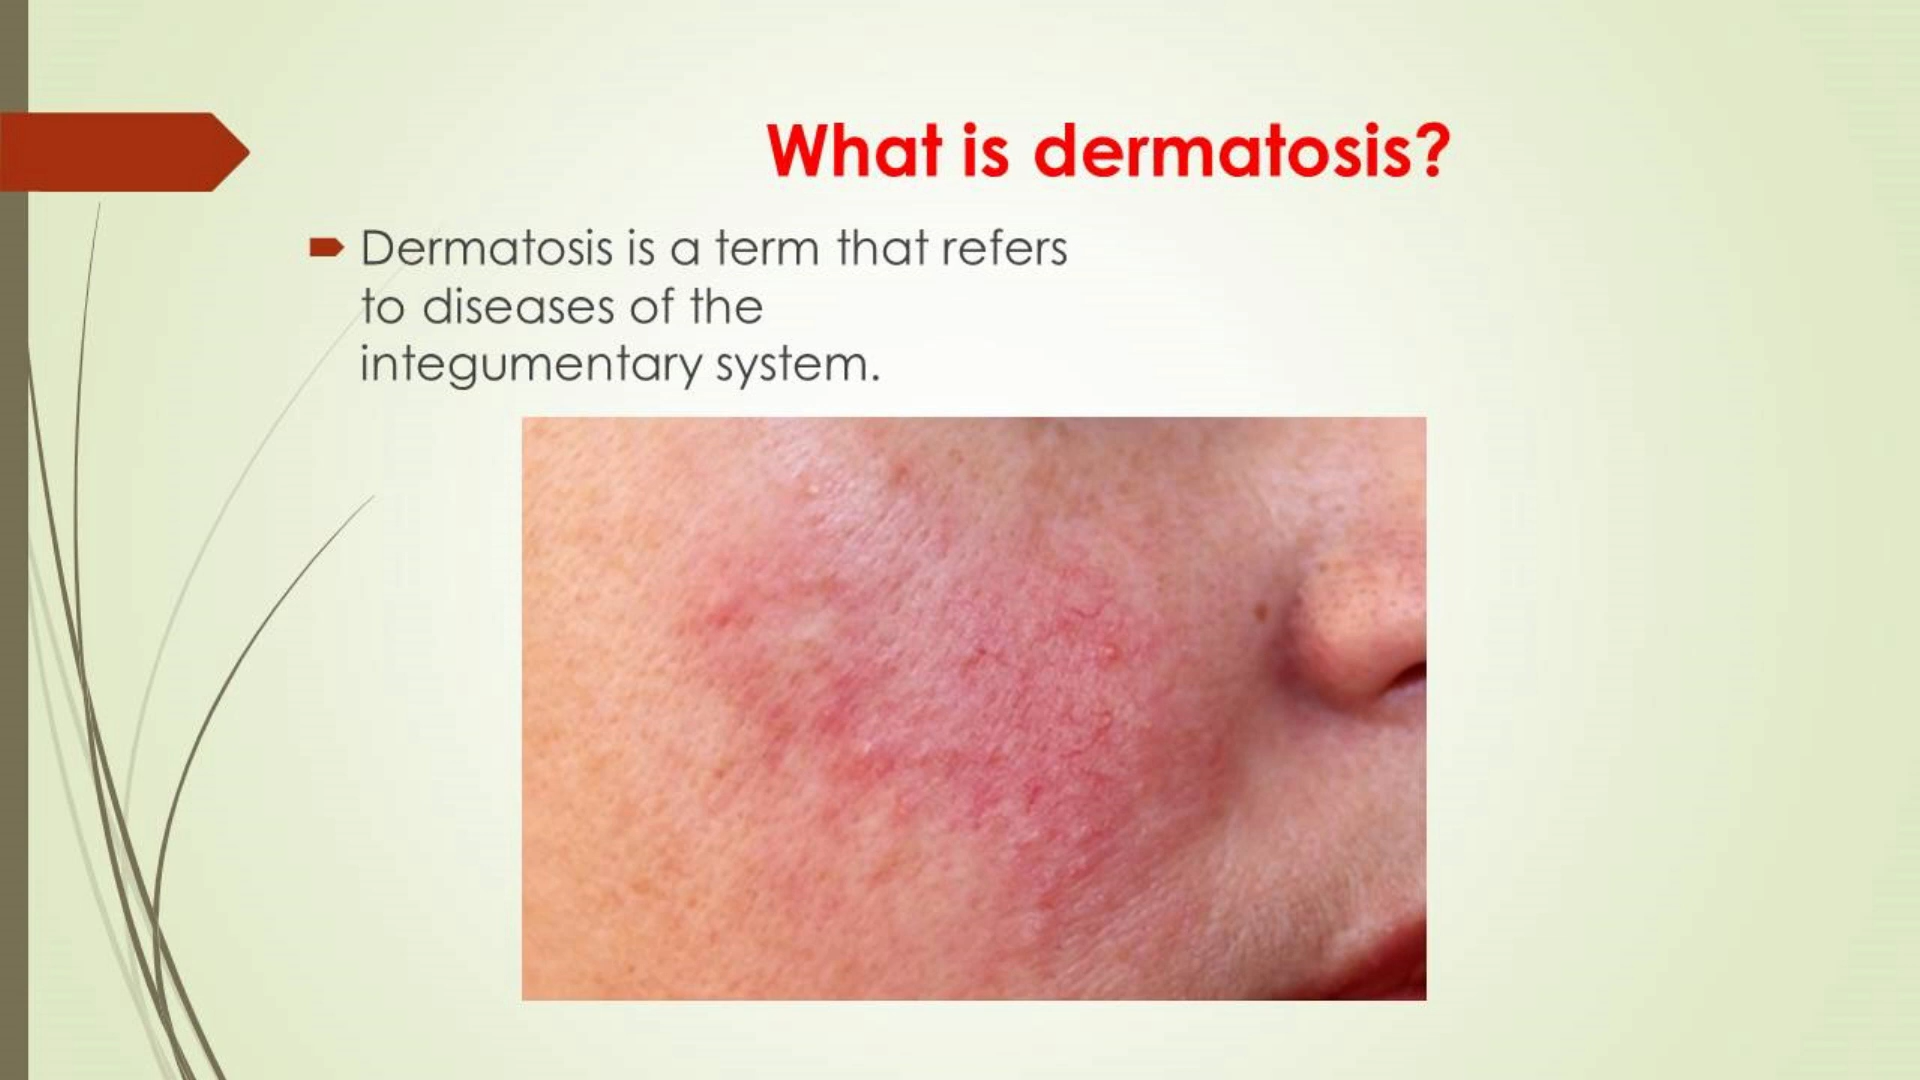 What is dermatosis?
Dermatosis is a term that refers
to diseases of the
integumentary system.